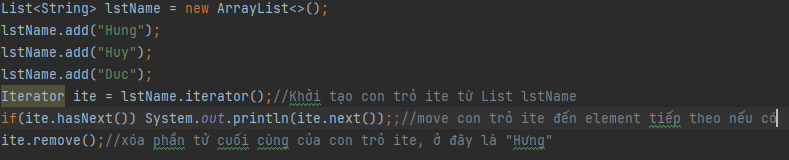 List<String> lstName = new ArrayList<>();
lstName.add("Hung");
lstName.add("Huy");
lstName.add("Duc");
Iterator ite = lstName.iterator();//Khởi tạo con trỏ ite từ List lstName
if(ite.hasNext()) System.out.println(ite.next());;//move con trỏ ite đến element tiếp theo nếu có
ite.remove();//xóa phần tử cuối cùng của con trỏ ite, ở đây là "Hưng"